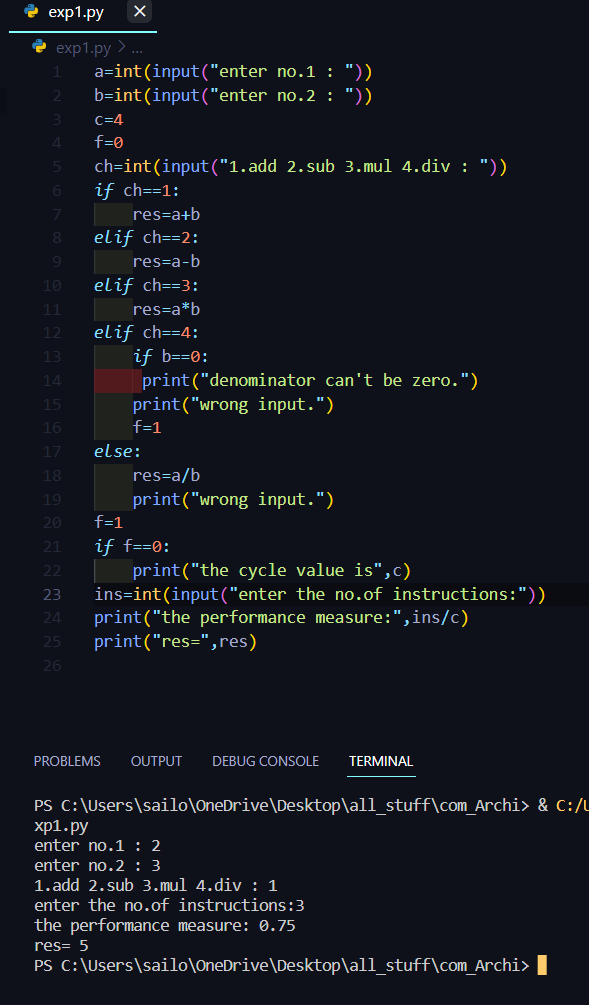 exp1.py
exp1.py > ...
1 a=int(input("enter no.1 : "))
2 b=int(input("enter no.2 : "))
3 c=4
4 f=0
5 ch=int(input("1.add 2.sub 3.mul 4.div : "))
6 if ch==1:
7     res=a+b
8 elif ch==2:
9     res=a-b
10 elif ch==3:
11     res=a*b
12 elif ch==4:
13     if b==0:
14      print("denominator can't be zero.")
15     print("wrong input.")
16     f=1
17 else:
18     res=a/b
19     print("wrong input.")
20 f=1
21 if f==0:
22     print("the cycle value is",c)
23 ins=int(input("enter the no.of instructions:"))
24 print("the performance measure:",ins/c)
25 print("res=",res)
26
PROBLEMS OUTPUT DEBUG CONSOLE TERMINAL
PS C:\Users\sailo\OneDrive\Desktop\all_stuff\com_Archi> & C:/U
xp1.py
enter no.1 : 2
enter no.2 : 3
1.add 2.sub 3.mul 4.div : 1
enter the no.of instructions:3
the performance measure: 0.75
res= 5
PS C:\Users\sailo\OneDrive\Desktop\all_stuff\com_Archi>